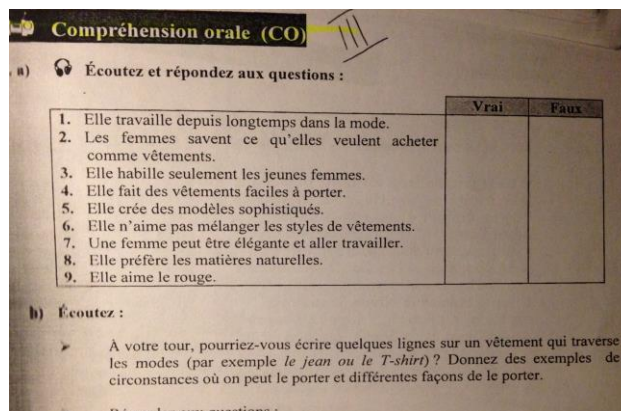 Compréhension orale (CO) III
a) Écoutez et répondez aux questions :
Vrai Faux
1. Elle travaille depuis longtemps dans la mode.
2. Les femmes savent ce qu'elles veulent acheter
comme vêtements.
3. Elle habille seulement les jeunes femmes.
4. Elle fait des vêtements faciles à porter.
5. Elle crée des modèles sophistiqués.
6. Elle n'aime pas mélanger les styles de vêtements.
7. Une femme peut être élégante et aller travailler.
8. Elle préfère les matières naturelles.
9. Elle aime le rouge.
b) Écoutez :
À votre tour, pourriez-vous écrire quelques lignes sur un vêtement qui traverse
les modes (par exemple le jean ou le T-shirt) ? Donnez des exemples de
circonstances où on peut le porter et différentes façons de le porter.